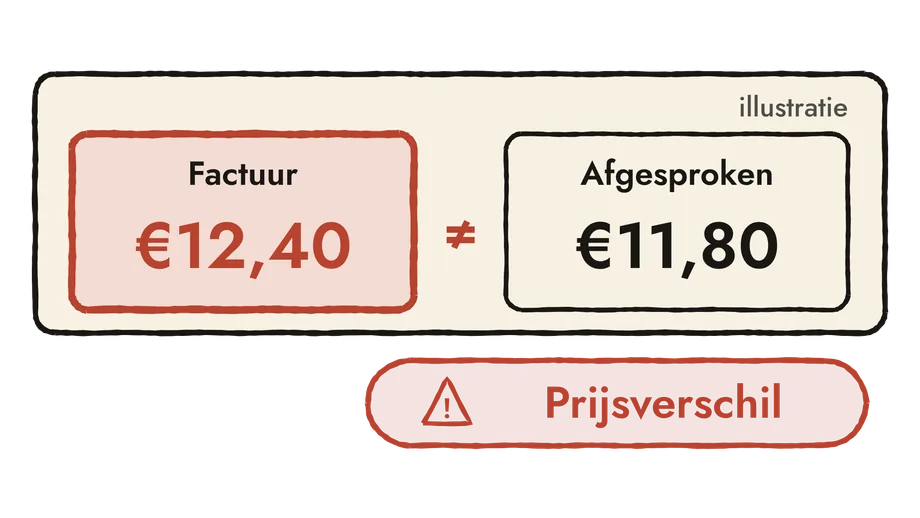 illustratie
Factuur
€12,40
≠
Afgesproken
€11,80
! Prijsverschil